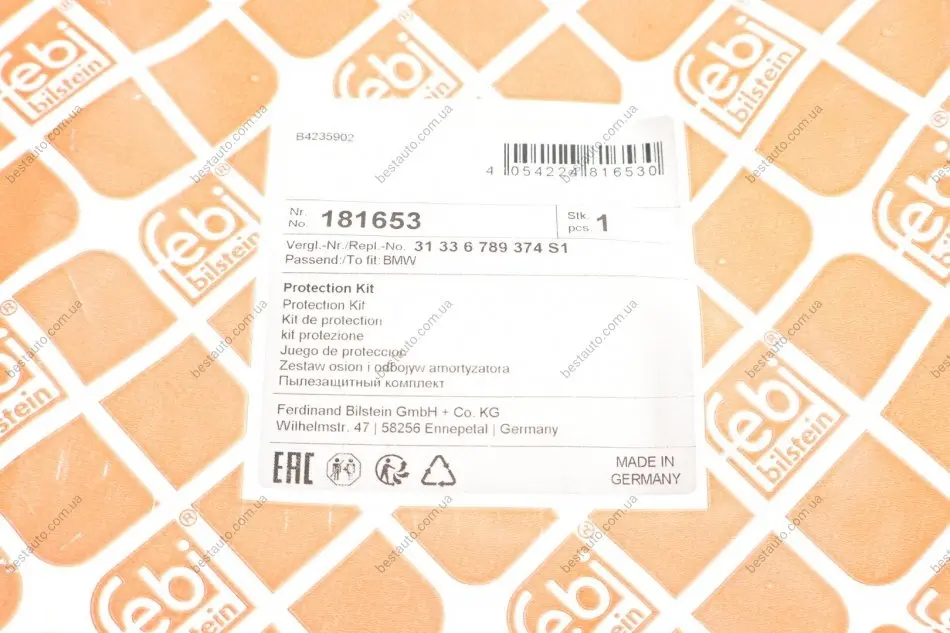 febi
bilstein
B4235902
4 054224 816530
Nr.
No. 181653
Stk.
pcs. 1
Vergl.-Nr./Repl.-No. 31 33 6 789 374 S1
Passend:/To fit: BMW
Protection Kit
Protection Kit
Kit de protection
kit protezione
Juego de protección
Zestaw osion i odbojyw amortyzatora
Пылезащитный комплект
Ferdinand Bilstein GmbH + Co. KG
Wilhelmstr. 47 | 58256 Ennepetal | Germany
EAC
MADE IN
GERMANY
bestauto.com.ua